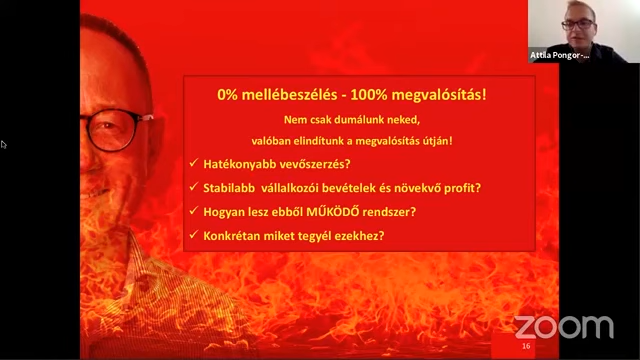 Attila Pongor-...
0% mellébeszélés - 100% megvalósítás!
Nem csak dumálunk neked,
valóban elindítunk a megvalósítás útján!
✓ Hatékonyabb vevőszerzés?
✓ Stabilabb vállalkozói bevételek és növekvő profit?
✓ Hogyan lesz ebből MŰKÖDŐ rendszer?
✓ Konkrétan miket tegyél ezekhez?
zoom
16